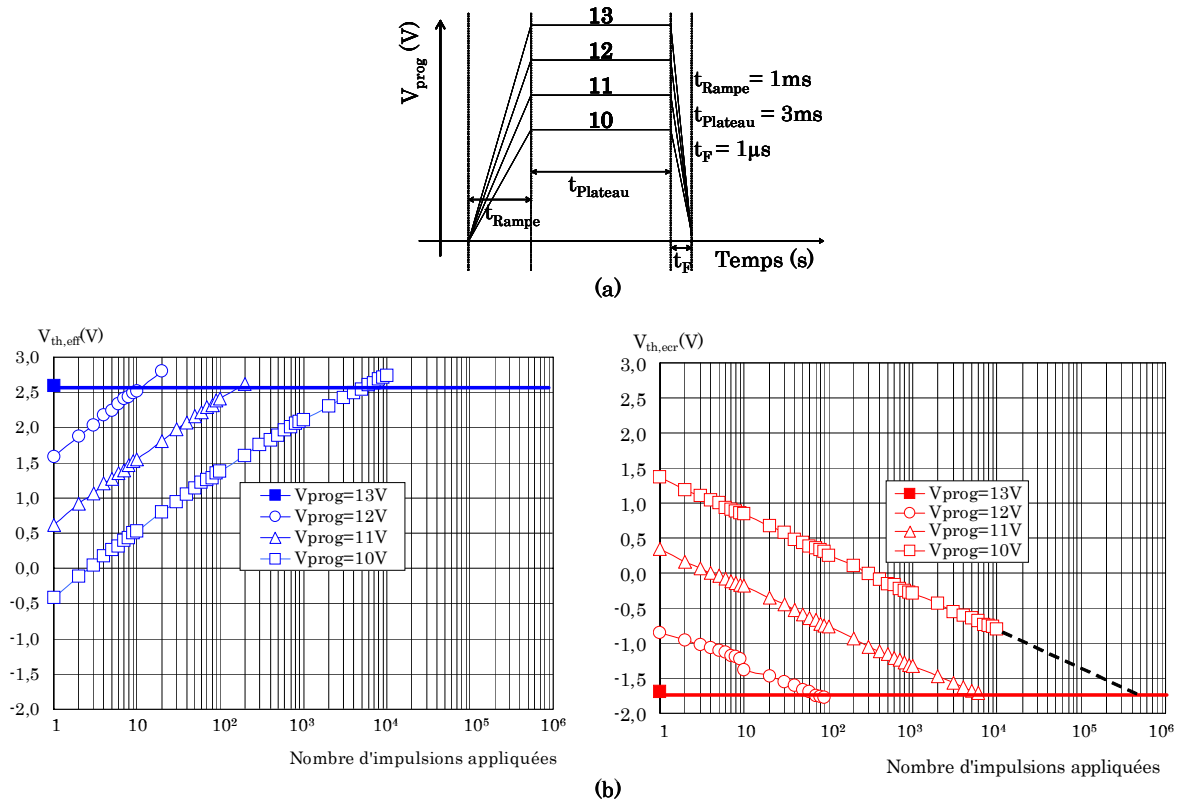 13
12
11
10
V_prog (V)
t_Rampe = 1ms
t_Plateau = 3ms
t_F = 1µs
t_Plateau
t_Rampe
t_F
Temps (s)
(a)
V_th,eff(V)
3,0
2,5
2,0
1,5
1,0
0,5
0,0
-0,5
-1,0
-1,5
-2,0
1
10
10²
10³
10⁴
10⁵
10⁶
Vprog=13V
Vprog=12V
Vprog=11V
Vprog=10V
Nombre d'impulsions appliquées
V_th,ecr(V)
3,0
2,5
2,0
1,5
1,0
0,5
0,0
-0,5
-1,0
-1,5
-2,0
1
10
10²
10³
10⁴
10⁵
10⁶
Vprog=13V
Vprog=12V
Vprog=11V
Vprog=10V
Nombre d'impulsions appliquées
(b)